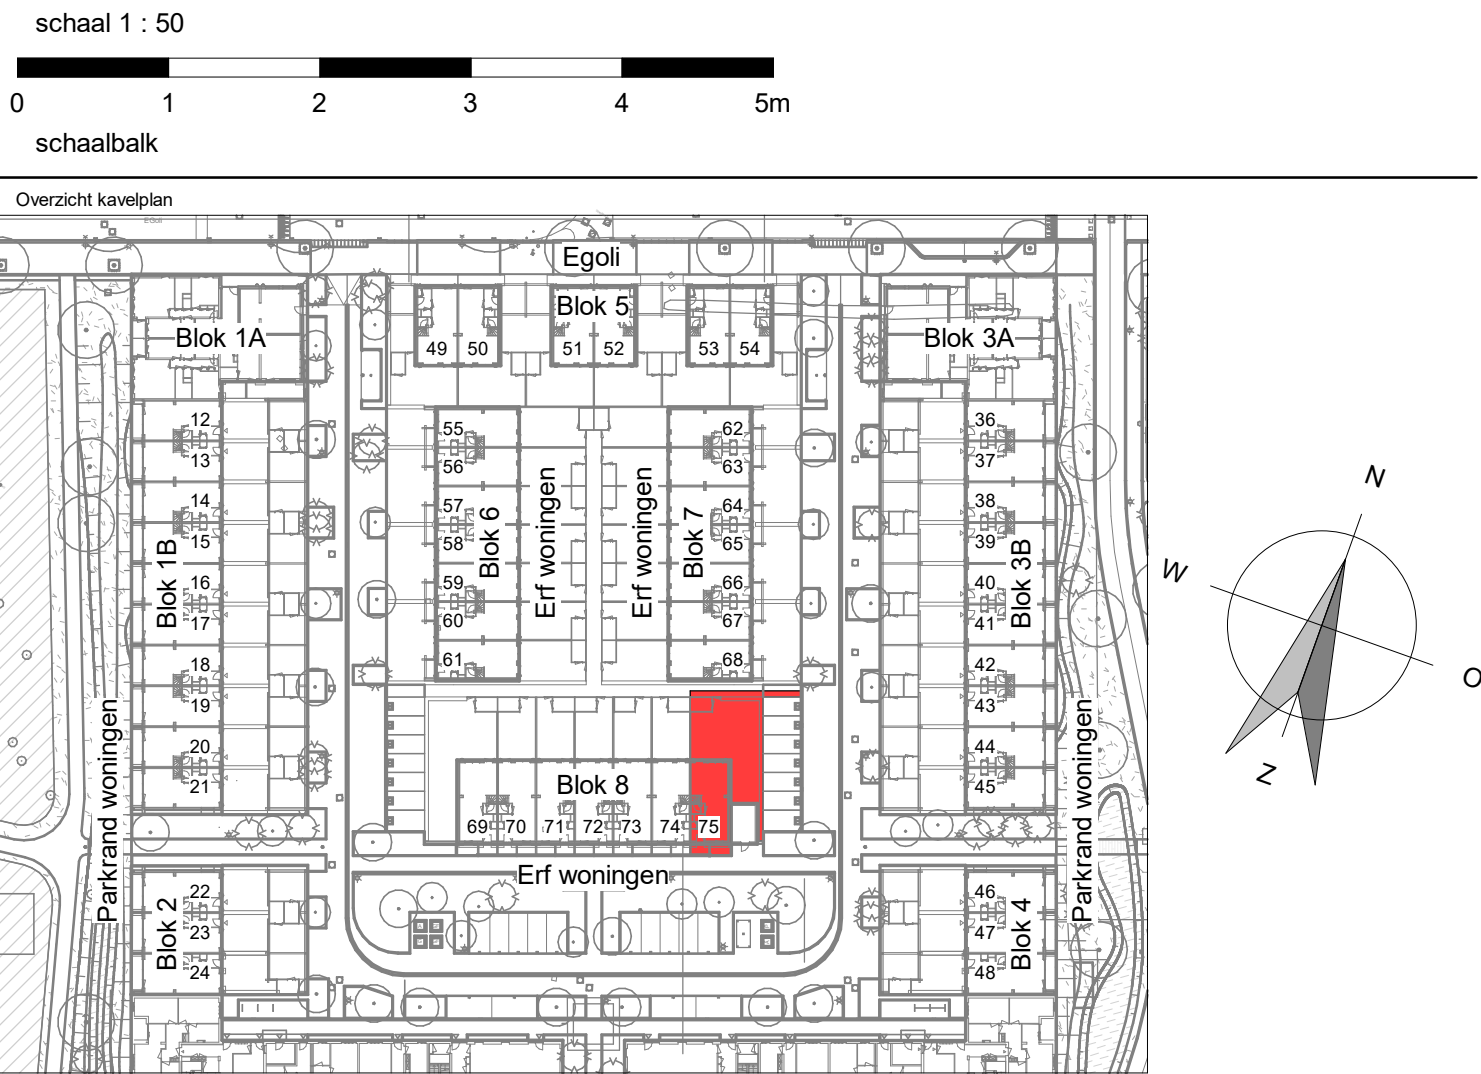 schaal 1 : 50
0 1 2 3 4 5m
schaalbalk
Overzicht kavelplan
EGoli
Egoli
Blok 5
49 50 51 52 53 54
Blok 1A
Blok 3A
12
13
14
15
16
17
18
19
20
21
Blok 1B
Parkrand woningen
55
56
57
58
59
60
61
Blok 6
Erf woningen
Erf woningen
Blok 7
62
63
64
65
66
67
68
36
37
38
39
40
41
42
43
44
45
Blok 3B
Parkrand woningen
Blok 8
69 70 71 72 73 74 75
Erf woningen
Blok 2
22
23
24
46
47
48
Blok 4
N
W
O
Z